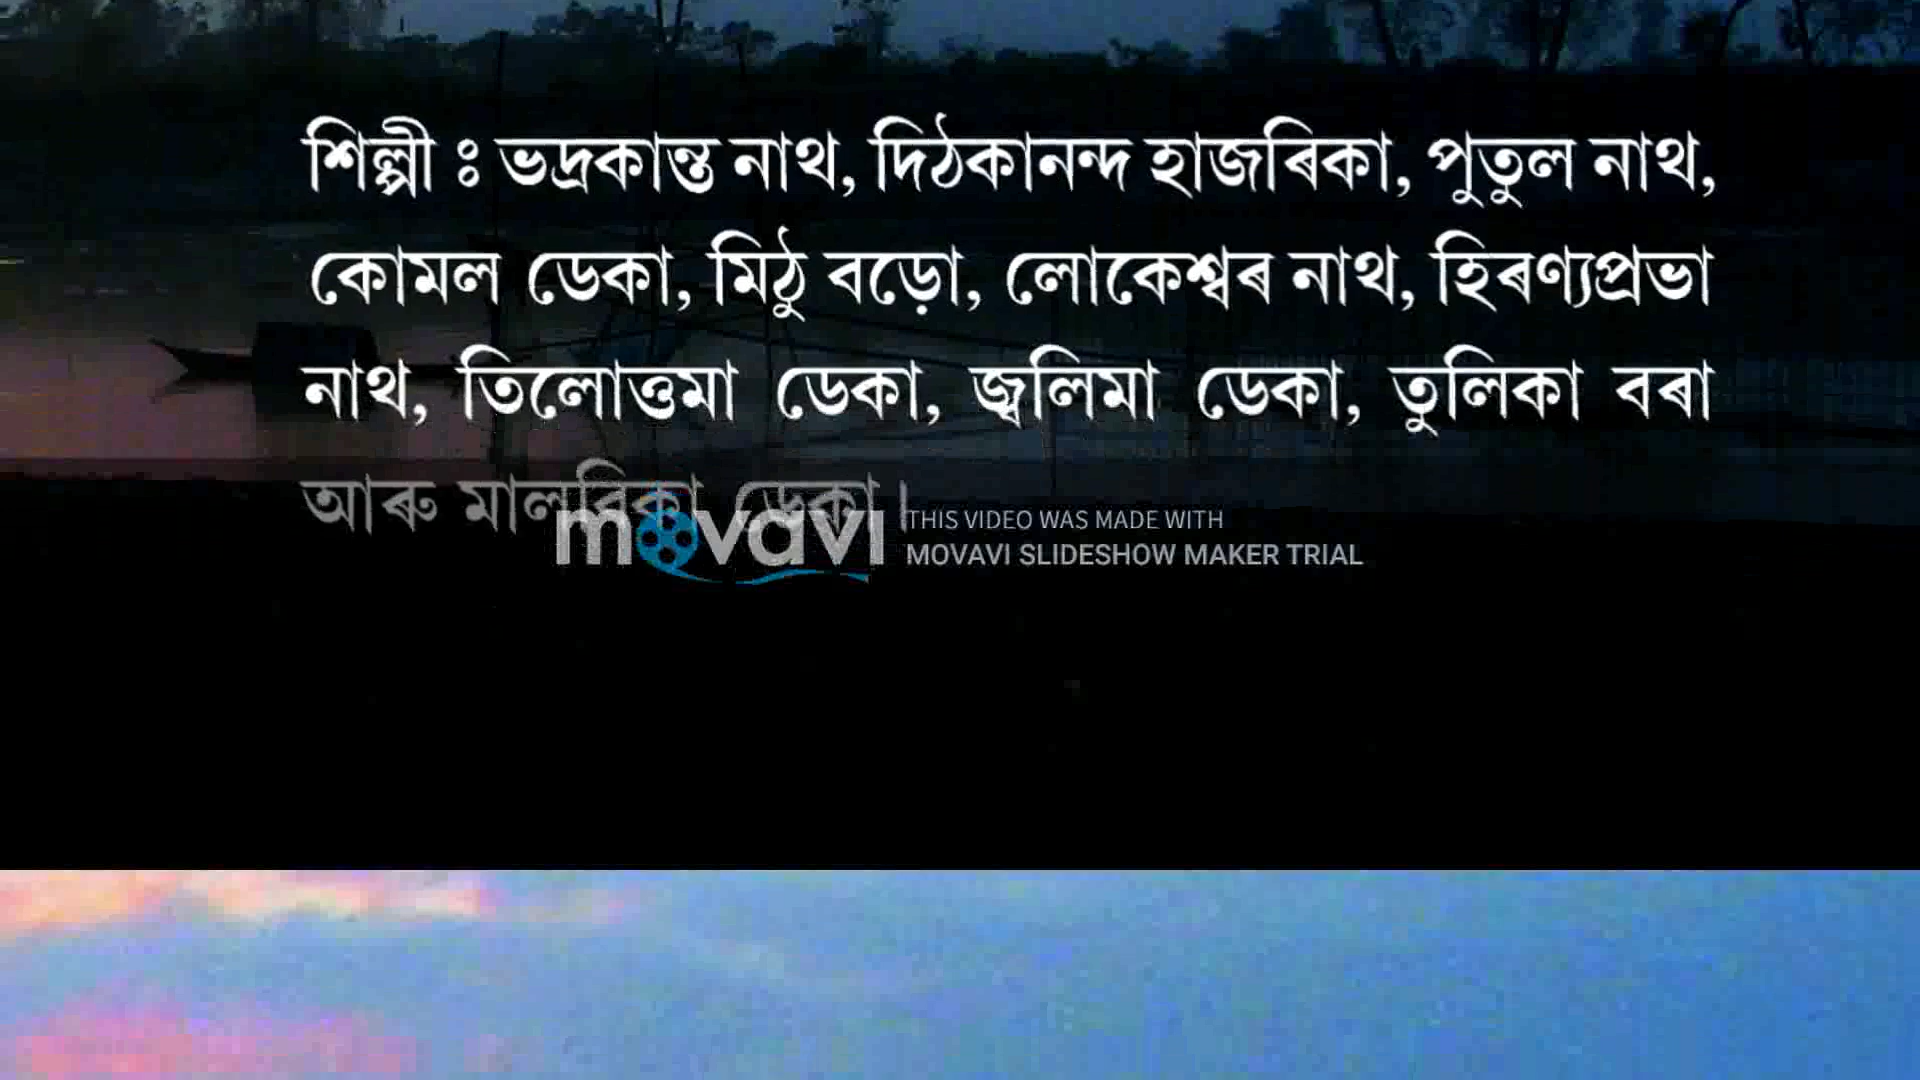 শিল্পী ঃ ভদ্ৰকান্ত নাথ, দিঠকানন্দ হাজৰিকা, পুতুল নাথ,
কোমল ডেকা, মিঠু বড়ো, লোকেশ্বৰ নাথ, হিৰণ্যপ্ৰভা
নাথ, তিলোত্তমা ডেকা, জ্বলিমা ডেকা, তুলিকা বৰা
আৰু ডেকা।
movavi THIS VIDEO WAS MADE WITH
MOVAVI SLIDESHOW MAKER TRIAL